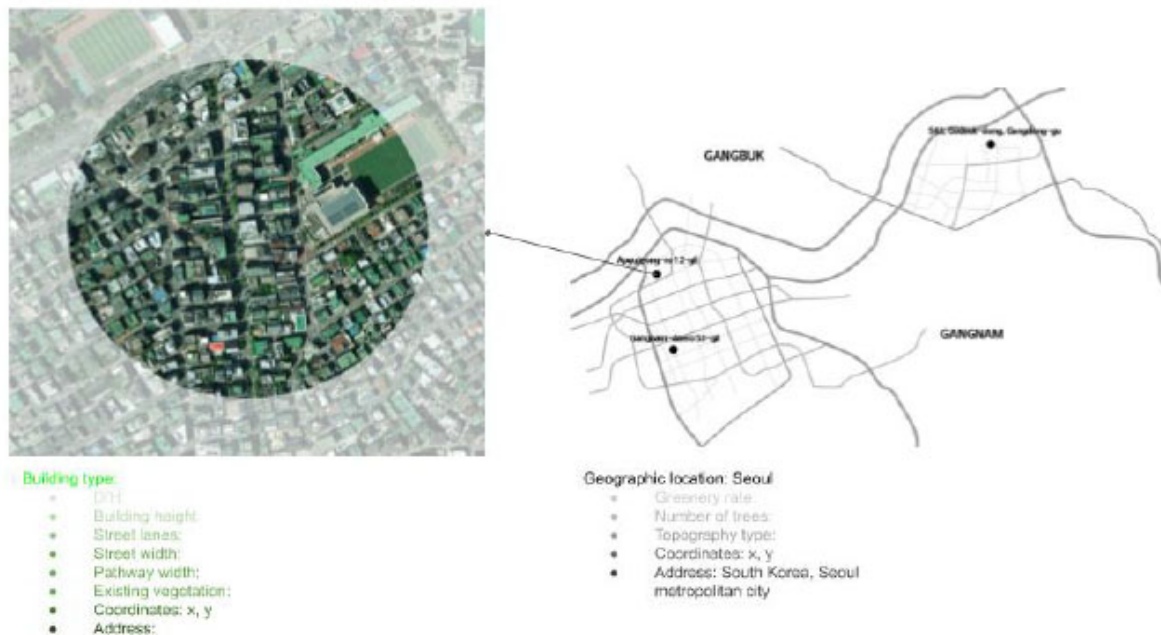 GANGBUK
GANGNAM
Building type:
D/H
Building height:
Street lanes:
Street width:
Pathway width:
Existing vegetation:
Coordinates: x, y
Address:
Geographic location: Seoul
Greenery rate:
Number of trees:
Topography type:
Coordinates: x, y
Address: South Korea, Seoul
metropolitan city